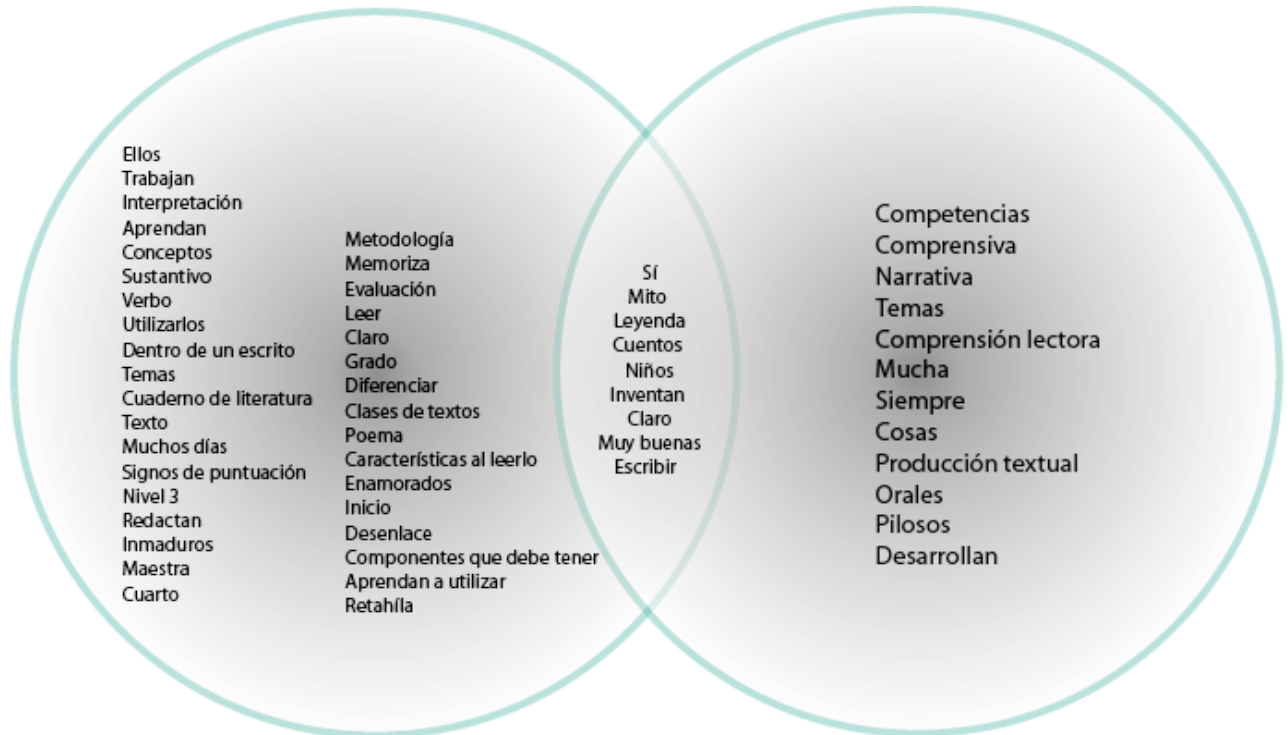 Ellos
Trabajan
Interpretación
Aprendan
Conceptos
Sustantivo
Verbo
Utilizarlos
Dentro de un escrito
Temas
Cuaderno de literatura
Texto
Muchos días
Signos de puntuación
Nivel 3
Redactan
Inmaduros
Maestra
Cuarto
Metodología
Memoriza
Evaluación
Leer
Claro
Grado
Diferenciar
Clases de textos
Poema
Características al leerlo
Enamorados
Inicio
Desenlace
Componentes que debe tener
Aprendan a utilizar
Retahíla
Sí
Mito
Leyenda
Cuentos
Niños
Inventan
Claro
Muy buenas
Escribir
Competencias
Comprensiva
Narrativa
Temas
Comprensión lectora
Mucha
Siempre
Cosas
Producción textual
Orales
Pilosos
Desarrollan